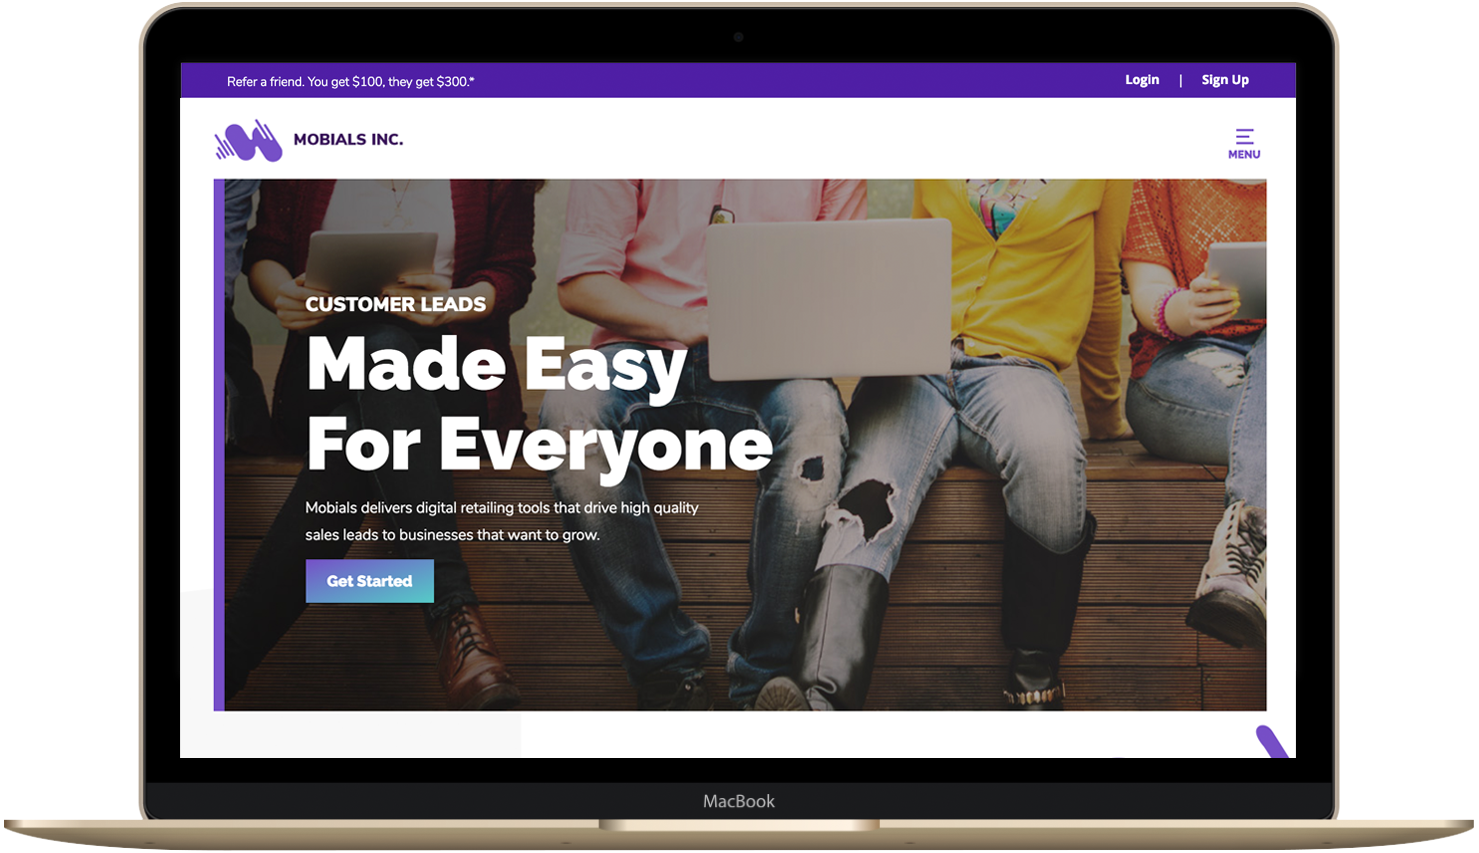 Refer a friend. You get $100, they get $300.*
Login | Sign Up
MOBIALS INC.
MENU
CUSTOMER LEADS
Made Easy
For Everyone
Mobials delivers digital retailing tools that drive high quality
sales leads to businesses that want to grow.
Get Started
MacBook